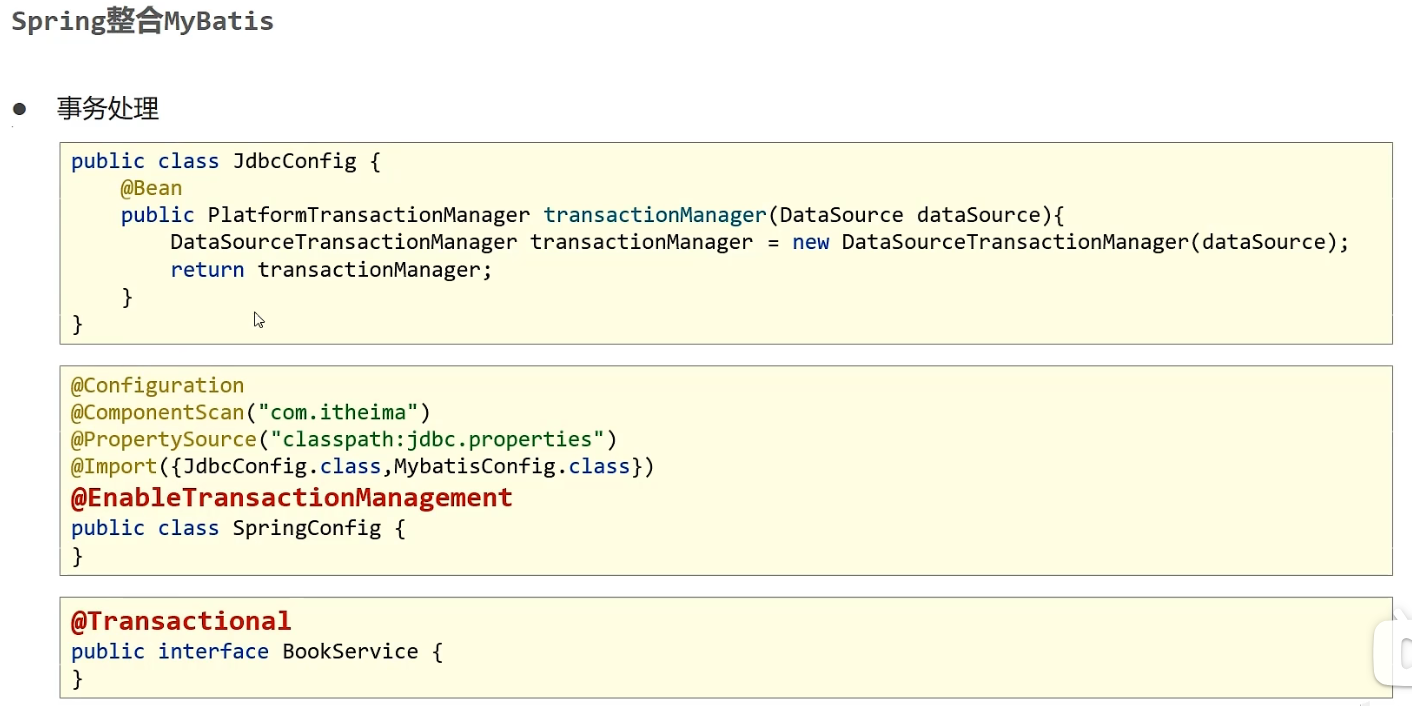 Spring整合MyBatis
● 事务处理
public class JdbcConfig {
    @Bean
    public PlatformTransactionManager transactionManager(DataSource dataSource){
        DataSourceTransactionManager transactionManager = new DataSourceTransactionManager(dataSource);
        return transactionManager;
    }
}
@Configuration
@ComponentScan("com.itheima")
@PropertySource("classpath:jdbc.properties")
@Import({JdbcConfig.class,MybatisConfig.class})
@EnableTransactionManagement
public class SpringConfig {
}
@Transactional
public interface BookService {
}